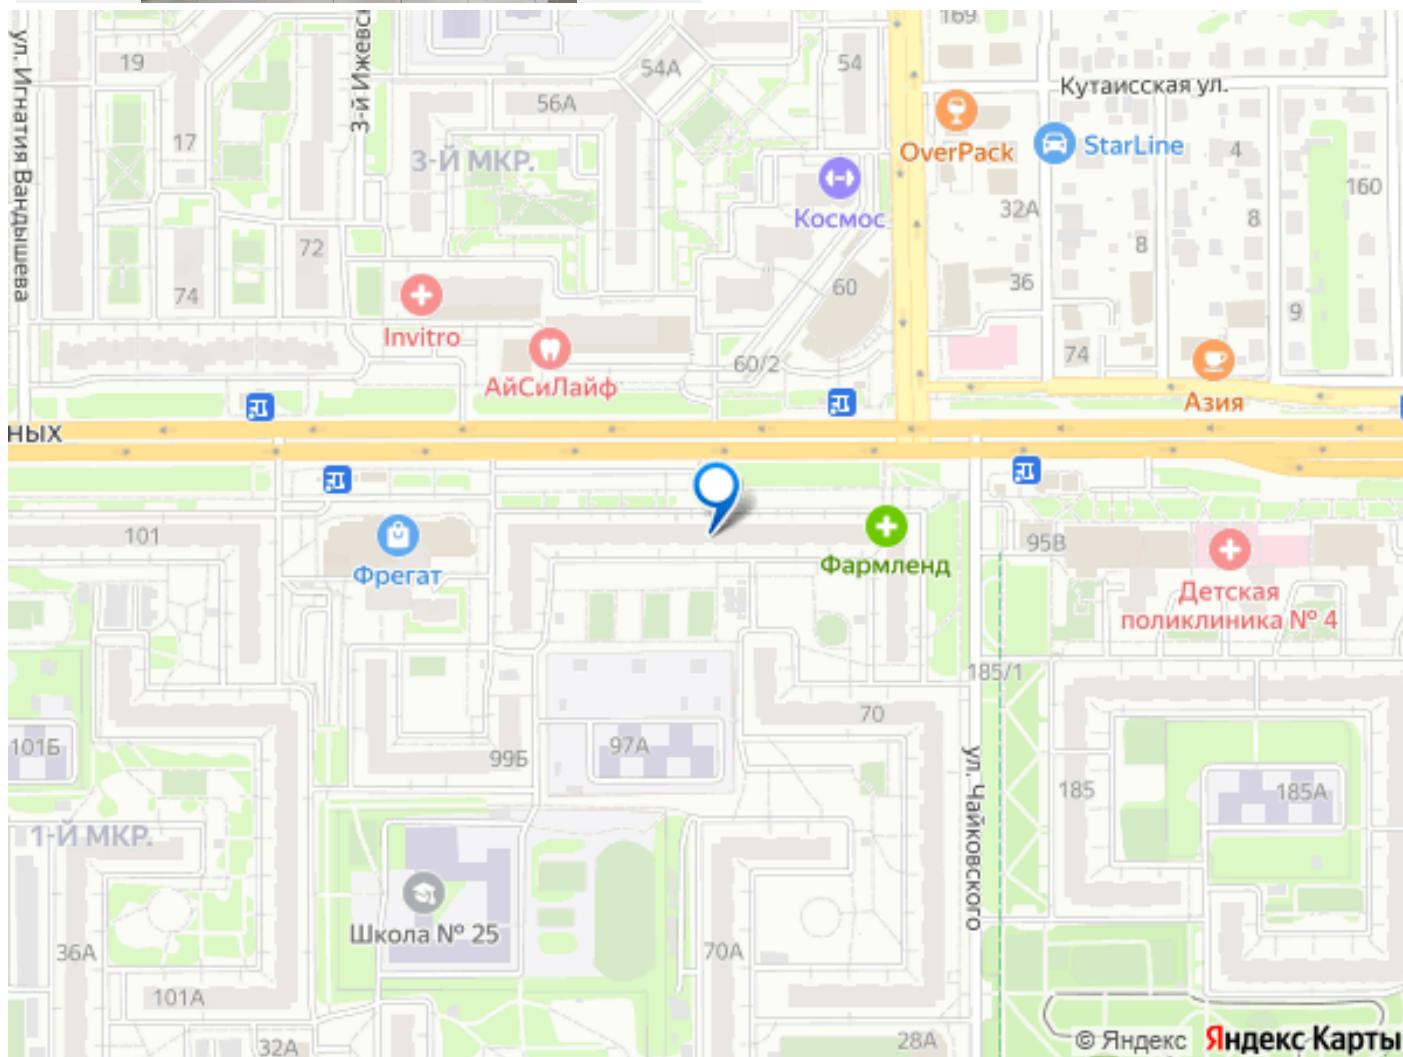 169
19
54А
54
Кутаисская ул.
ул. Игнатия Вандышева
3-й Ижевс
56А
17
OverPack
StarLine
4
3-Й МКР.
160
Космос
32А
8
8
72
74
60
36
9
Invitro
60/2
74
АйСиЛайф
Азия
ных
101
95В
Фрегат
Фармленд
Детская
поликлиника № 4
185/1
70
101Б
99Б
97А
ул. Чайковского
185
185А
1-Й МКР.
Школа № 25
36А
70А
101А
32А
28А
© Яндекс
Яндекс Карты